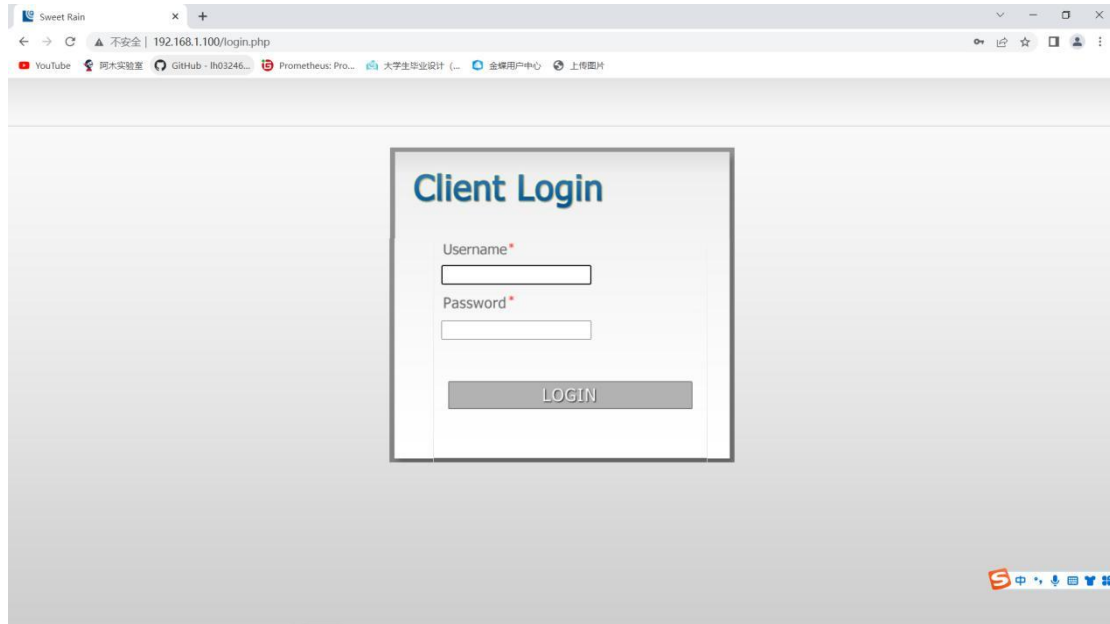 Sweet Rain
不安全 | 192.168.1.100/login.php
YouTube 阿木实验室 GitHub - lh03246... Prometheus: Pro... 大学生毕业设计 (... 金蝶用户中心 上传图片
Client Login
Username*
Password*
LOGIN
中